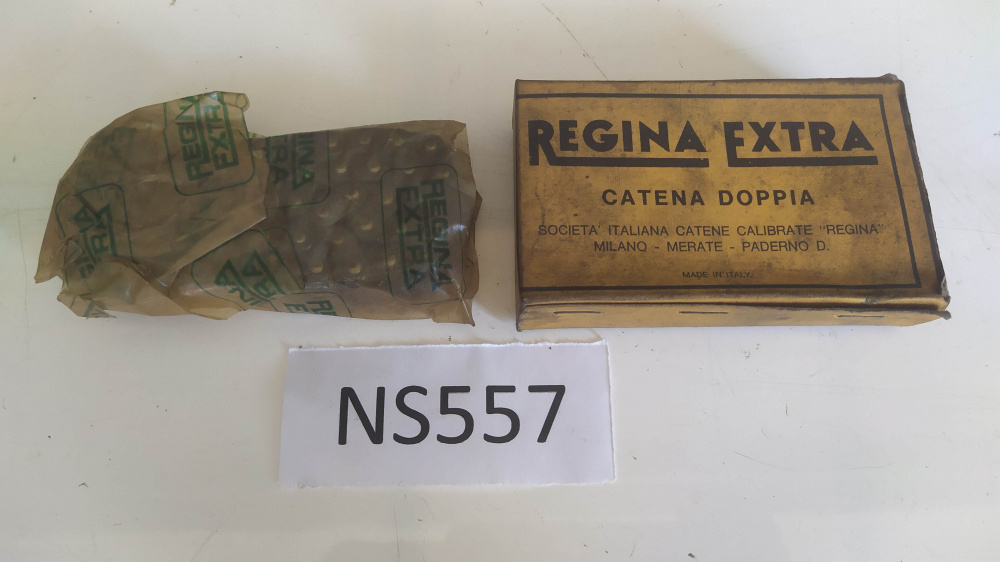 REGINA EXTRA
CATENA DOPPIA
SOCIETA' ITALIANA CATENE CALIBRATE "REGINA"
MILANO - MERATE - PADERNO D.
MADE IN ITALY.
REGINA
EXTRA
REGINA
EXTRA
NS557